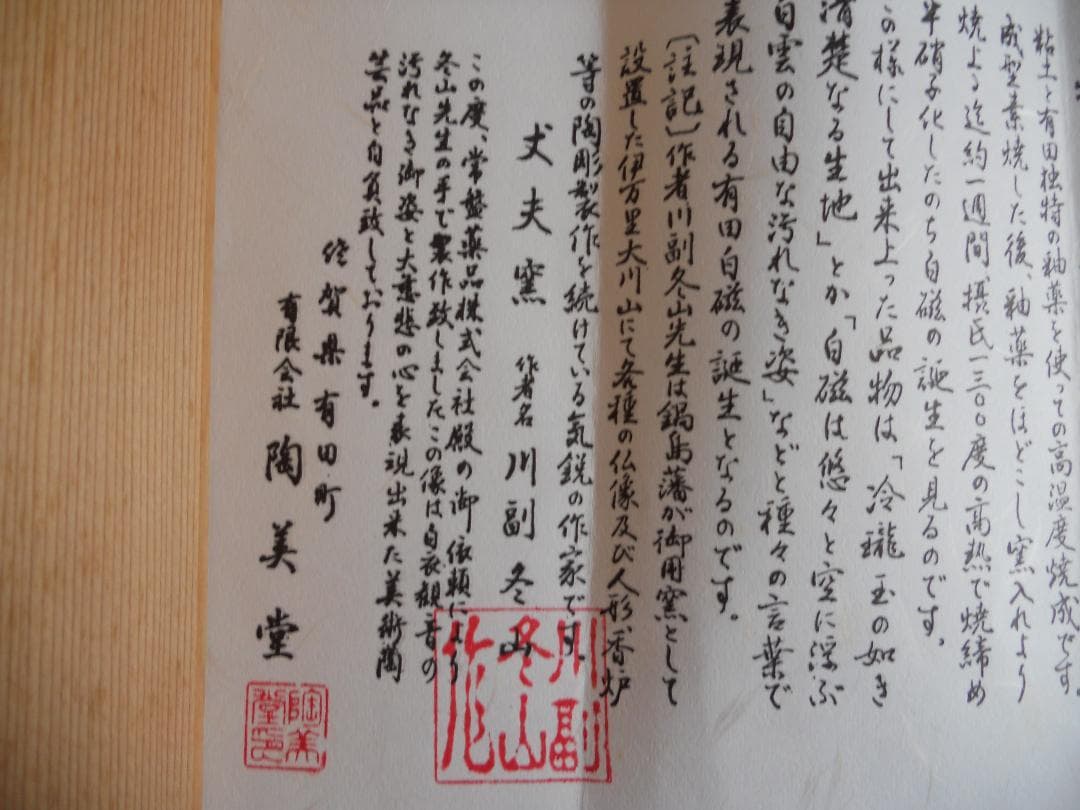 粘土と有田独特の釉薬を使っての高温度焼成です
成型素焼した後、釉薬をほどこし窯入れより
焼上る迄約一週間摂氏一三〇〇度の高熱で焼締め
半硝子化したのち白磁の誕生を見るのです。
この様にして出来上った品物は、「冷瓏玉の如き
清楚なる生地」とか「白磁は悠々と空に浮ぶ
白雲の自由な汚れなき姿」などと種々の言葉で
表現される有田白磁の誕生となるのです。
〔註記〕作者川副冬山先生は鍋島藩が御用窯として
設置した伊万里大川山にて各種の仏像及び人形、香炉
等の陶彫製作を続けている気鋭の作家です。
丈夫窯 作者名 川副冬山
この度、常盤薬品株式会社殿の御依頼により
冬山先生の手で製作致しましたこの像は白衣観音の
汚れなき御姿と大慈悲の心を表現出来た美術陶
芸品と自負致しております。
佐賀県有田町
有限会社 陶美堂
川副
冬山
作
陶美
堂印